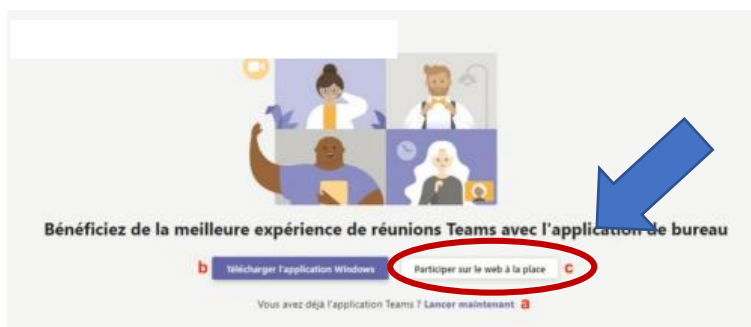 Bénéficiez de la meilleure expérience de réunions Teams avec l'application de bureau
b Télécharger l'application Windows Participer sur le web à la place c
Vous avez déjà l'application Teams ? Lancer maintenant a